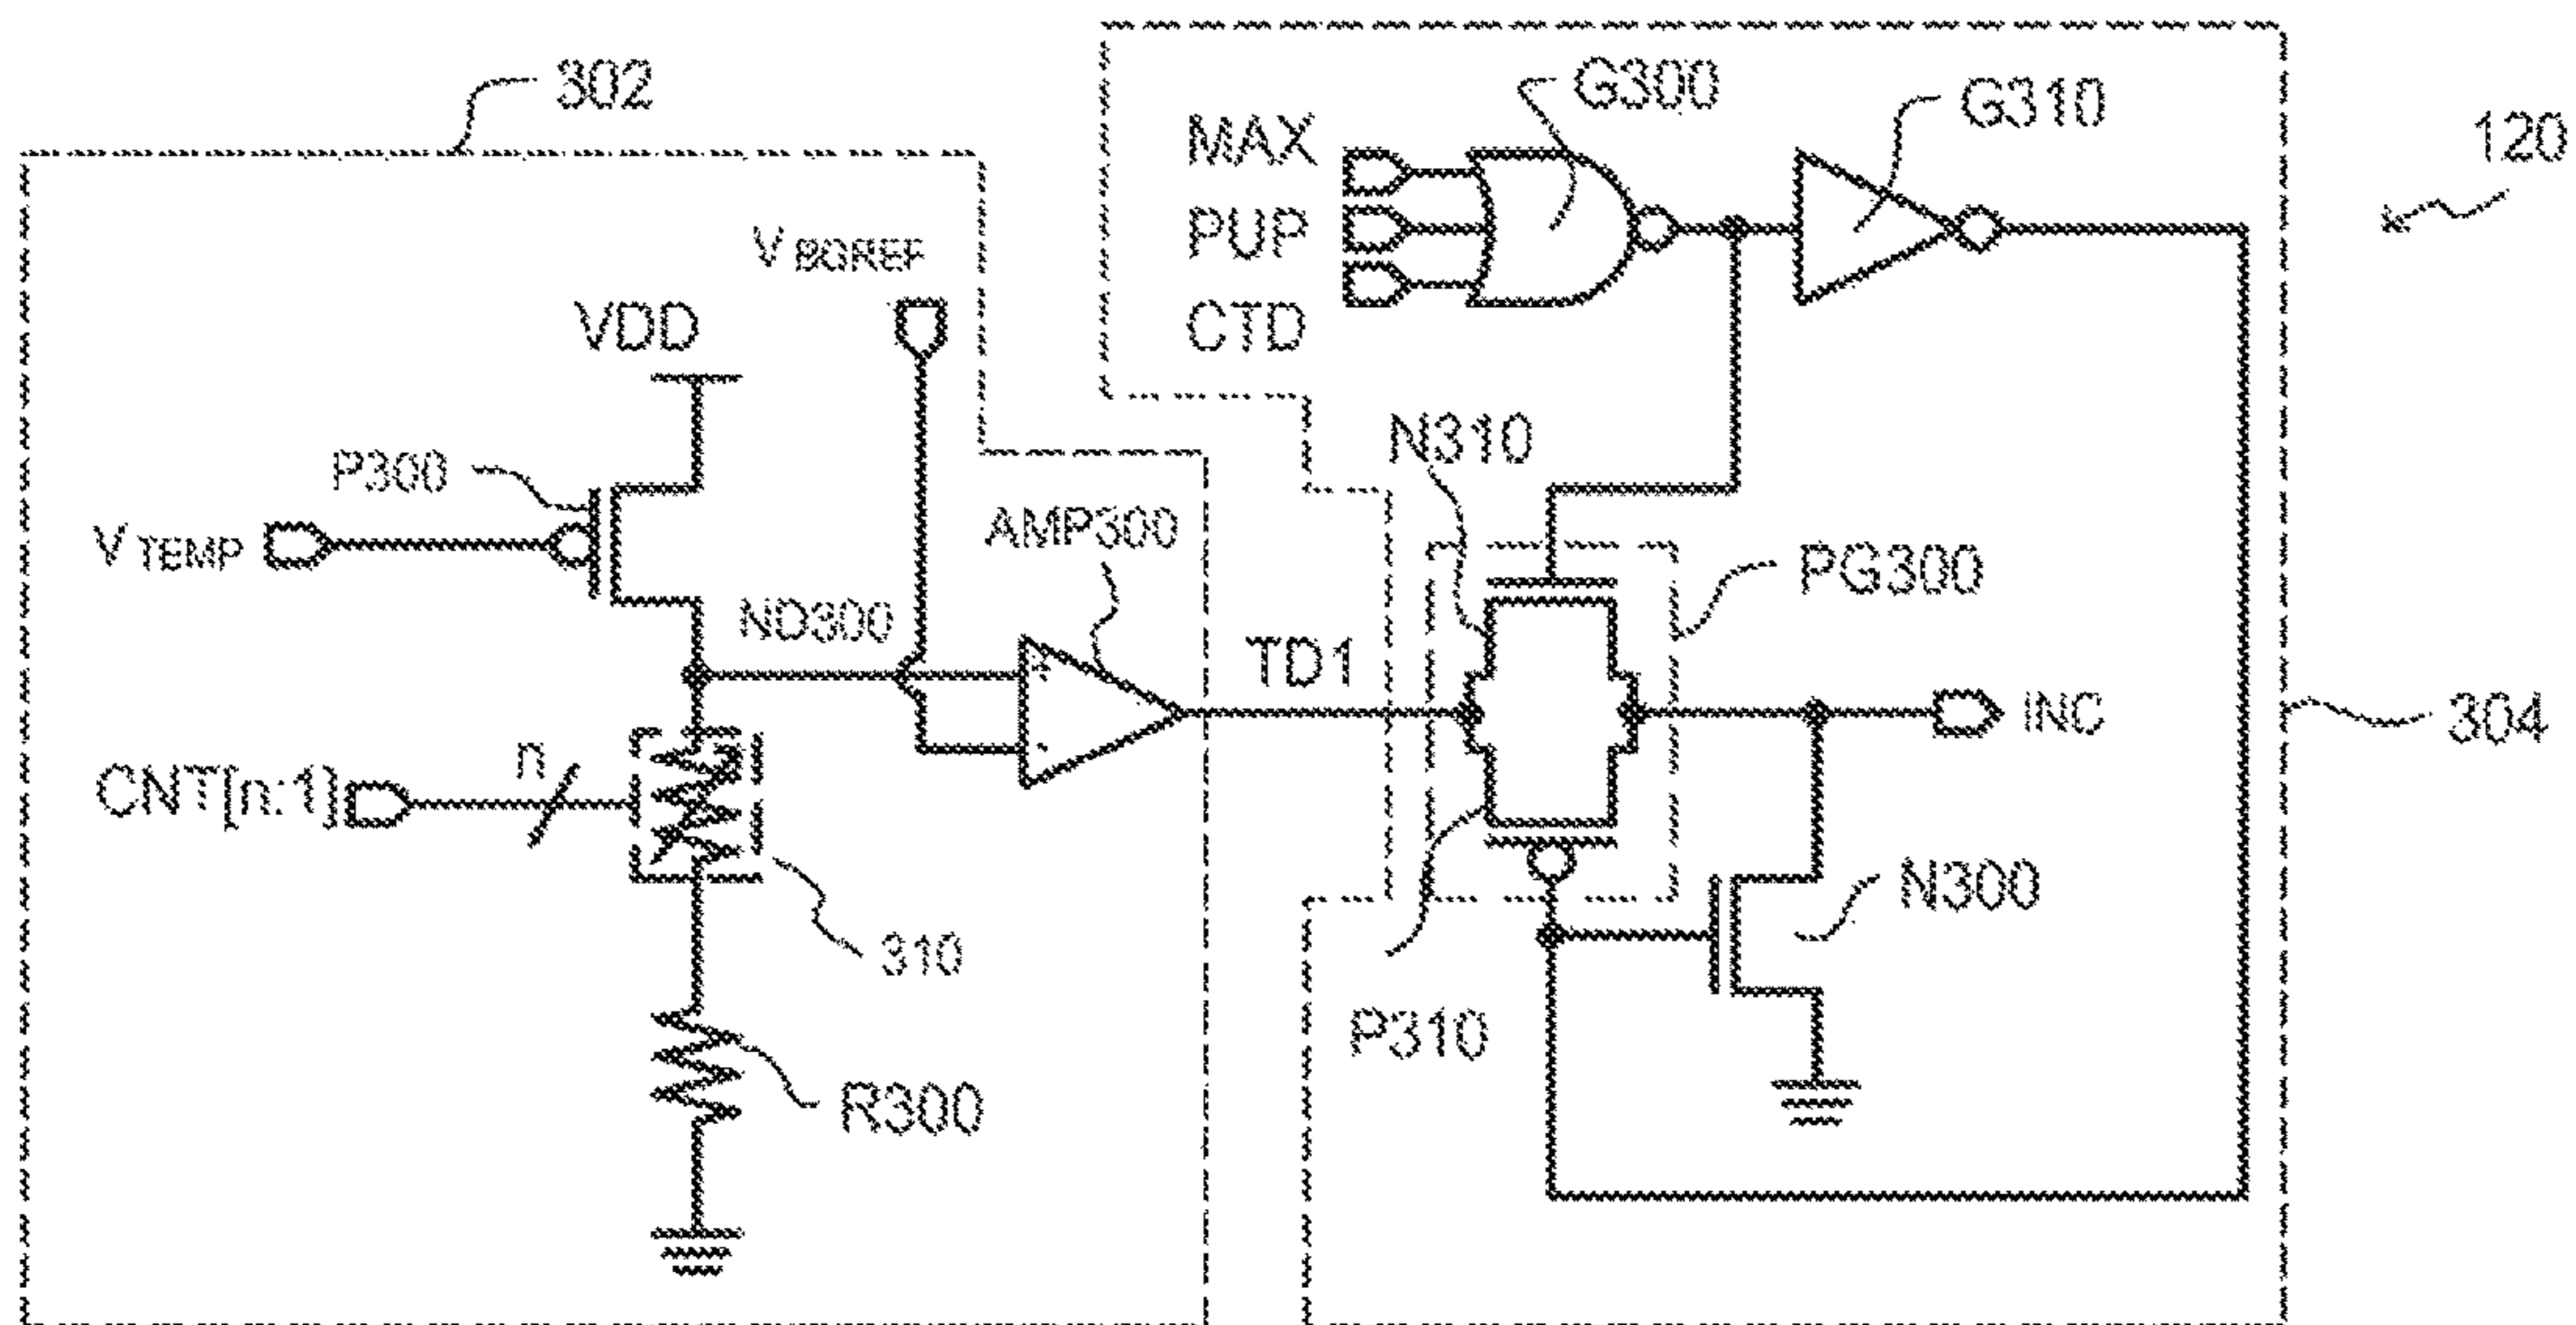 302
G300
G310
120
MAX
PUP
CTD
V BGREF
VDD
N310
P300
AMP300
V TEMP
PG300
ND300
TD1
INC
304
n
CNT[n:1]
+
-
310
N300
P310
R300